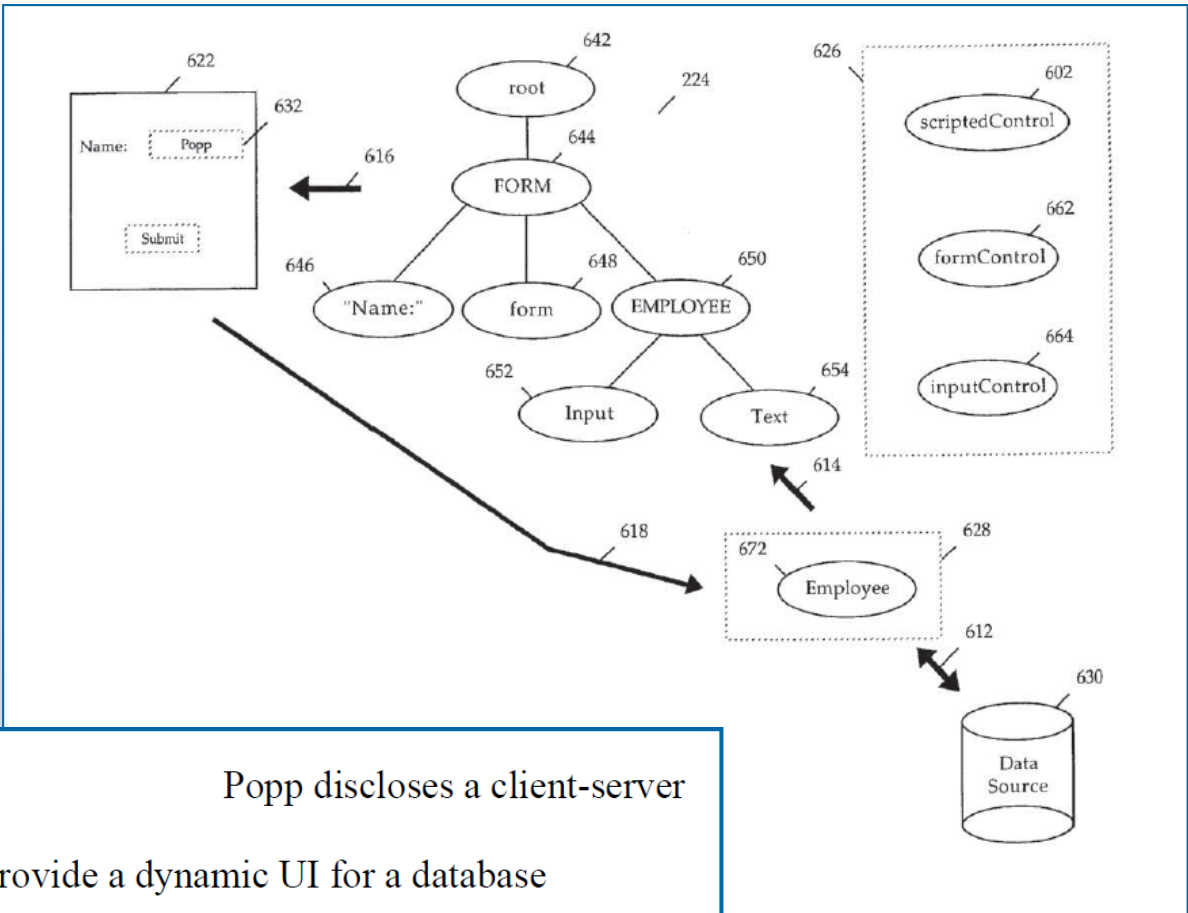 642
622
626
root
602
224
632
scriptedControl
644
Name: Popp
616
FORM
662
Submit
formControl
646
648
650
"Name:"
form
EMPLOYEE
664
652
654
inputControl
Input
Text
614
618
628
672
Employee
612
630
Data
Source
Popp discloses a client-server
rovide a dynamic UI for a database